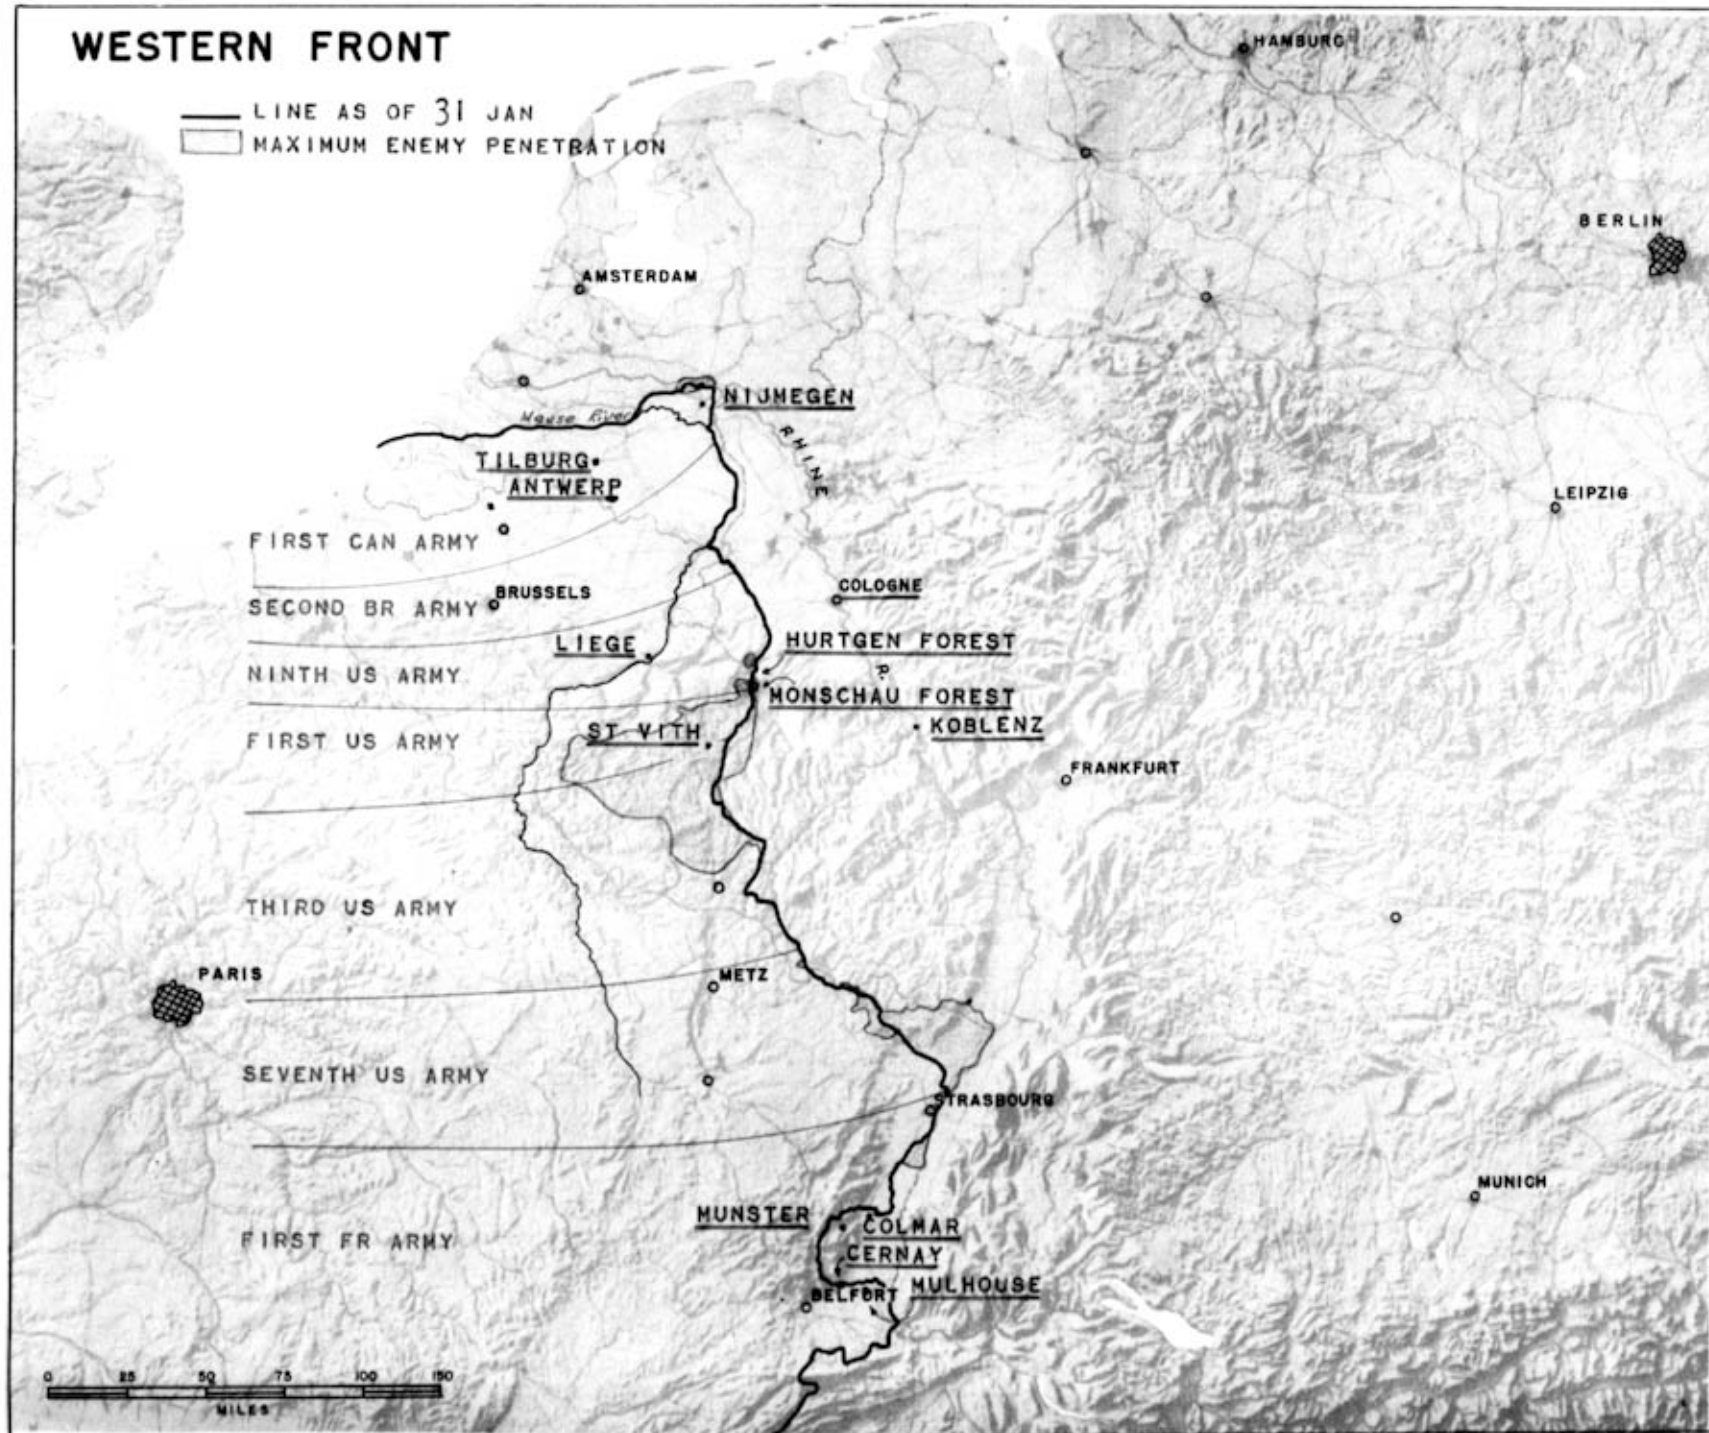 WESTERN FRONT
LINE AS OF 31 JAN
MAXIMUM ENEMY PENETRATION
HAMBURG
BERLIN
AMSTERDAM
NIJMEGEN
Meuse River
RHINE
TILBURG
ANTWERP
LEIPZIG
FIRST CAN ARMY
COLOGNE
BRUSSELS
SECOND BR ARMY
LIEGE
HURTGEN FOREST
R.
NINTH US ARMY
MONSCHAU FOREST
KOBLENZ
ST VITH
FIRST US ARMY
FRANKFURT
THIRD US ARMY
PARIS
METZ
SEVENTH US ARMY
STRASBOURG
MUNICH
MUNSTER
COLMAR
FIRST FR ARMY
CERNAY
MULHOUSE
BELFORT
0 25 50 75 100 150
MILES